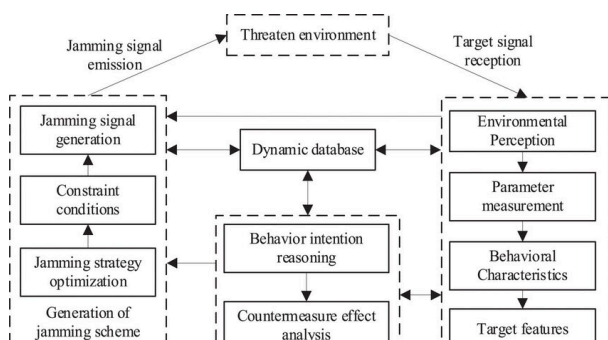 Jamming signal
emission
Threaten environment
Target signal
reception
Jamming signal
generation
Constraint
conditions
Jamming strategy
optimization
Generation of
jamming scheme
Dynamic database
Behavior intention
reasoning
Countermeasure effect
analysis
Environmental
Perception
Parameter
measurement
Behavioral
Characteristics
Target features